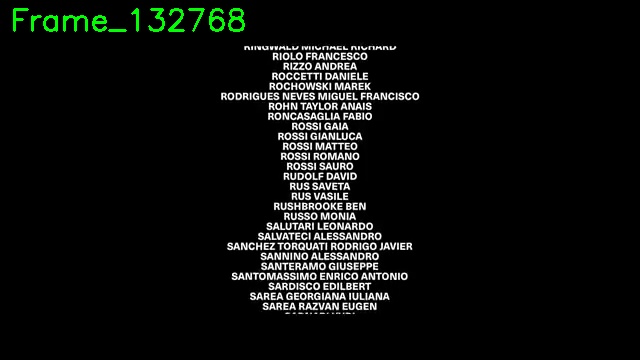 Frame_132768
RINGWALD MICHAEL RICHARD
RIOLO FRANCESCO
RIZZO ANDREA
ROCCETTI DANIELE
ROCHOWSKI MAREK
RODRIGUES NEVES MIGUEL FRANCISCO
ROHN TAYLOR ANAIS
RONCASAGLIA FABIO
ROSSI GAIA
ROSSI GIANLUCA
ROSSI MATTEO
ROSSI ROMANO
ROSSI SAURO
RUDOLF DAVID
RUS SAVETA
RUS VASILE
RUSHBROOKE BEN
RUSSO MONIA
SALUTARI LEONARDO
SALVATECI ALESSANDRO
SANCHEZ TORQUATI RODRIGO JAVIER
SANNINO ALESSANDRO
SANTERAMO GIUSEPPE
SANTOMASSIMO ENRICO ANTONIO
SARDISCO EDILBERT
SAREA GEORGIANA IULIANA
SAREA RAZVAN EUGEN